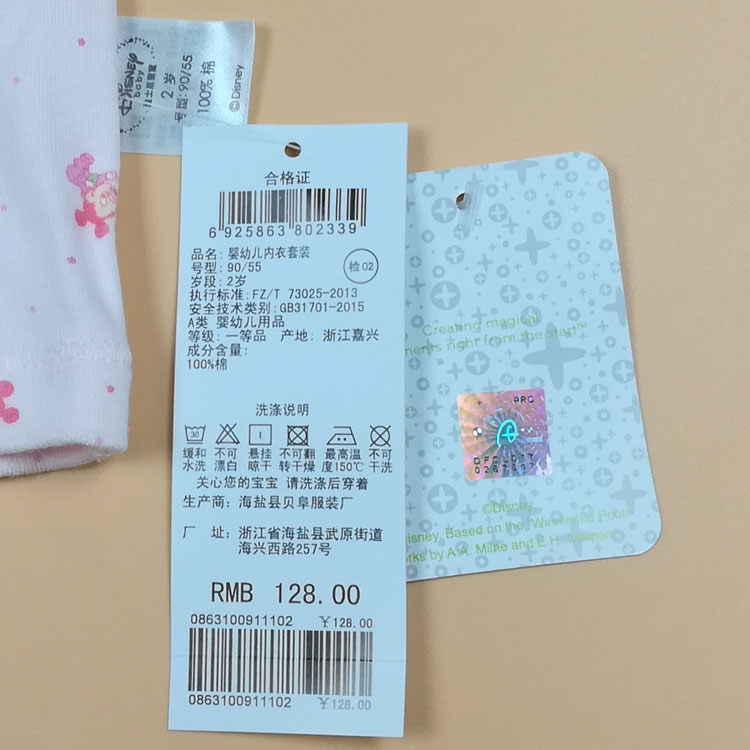 Disney
baby
2 岁
号型:90/55
100% 棉
©Disney
合格证
6 925863 802339
品名: 婴幼儿内衣套装
号型: 90/55
检02
岁段: 2岁
执行标准: FZ/T 73025-2013
安全技术类别: GB31701-2015
A类 婴幼儿用品
等级: 一等品 产地: 浙江嘉兴
成分含量:
100%棉
洗涤说明
30
缓和水洗 不可漂白 悬挂晾干 不可翻转干燥 最高温度150℃ 不可干洗
关心您的宝宝 请洗涤后穿着
生产商: 海盐县贝阜服装厂
厂 址: 浙江省海盐县武原街道
海兴西路257号
RMB 128.00
0863100911102 ¥128.00
0863100911102 ¥128.00
Creating magical
ments right from the start™
©Disney
Disney. Based on the "Winnie the Pooh"
rks by A.A. Milne and E.H. Shepard